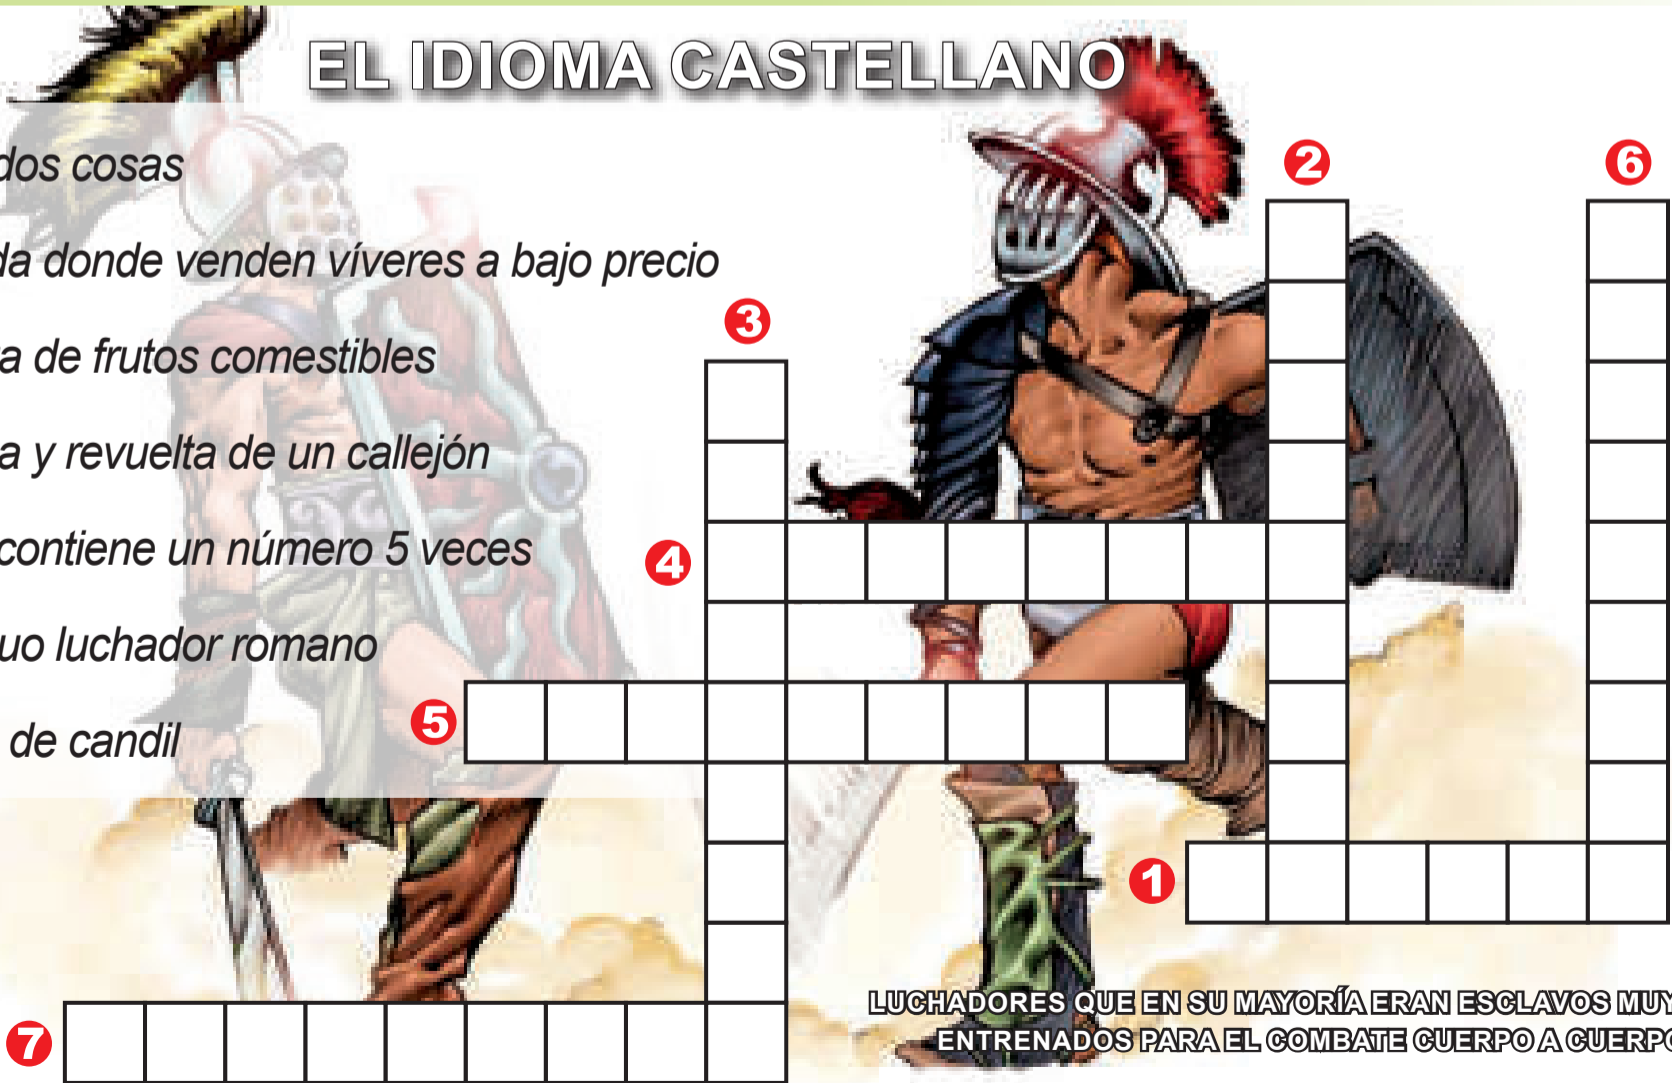 EL IDIOMA CASTELLANO
dos cosas
da donde venden víveres a bajo precio
a de frutos comestibles
a y revuelta de un callejón
contiene un número 5 veces
uo luchador romano
de candil
2
6
3
4
5
1
7
LUCHADORES QUE EN SU MAYORÍA ERAN ESCLAVOS MUY
ENTRENADOS PARA EL COMBATE CUERPO A CUERPO